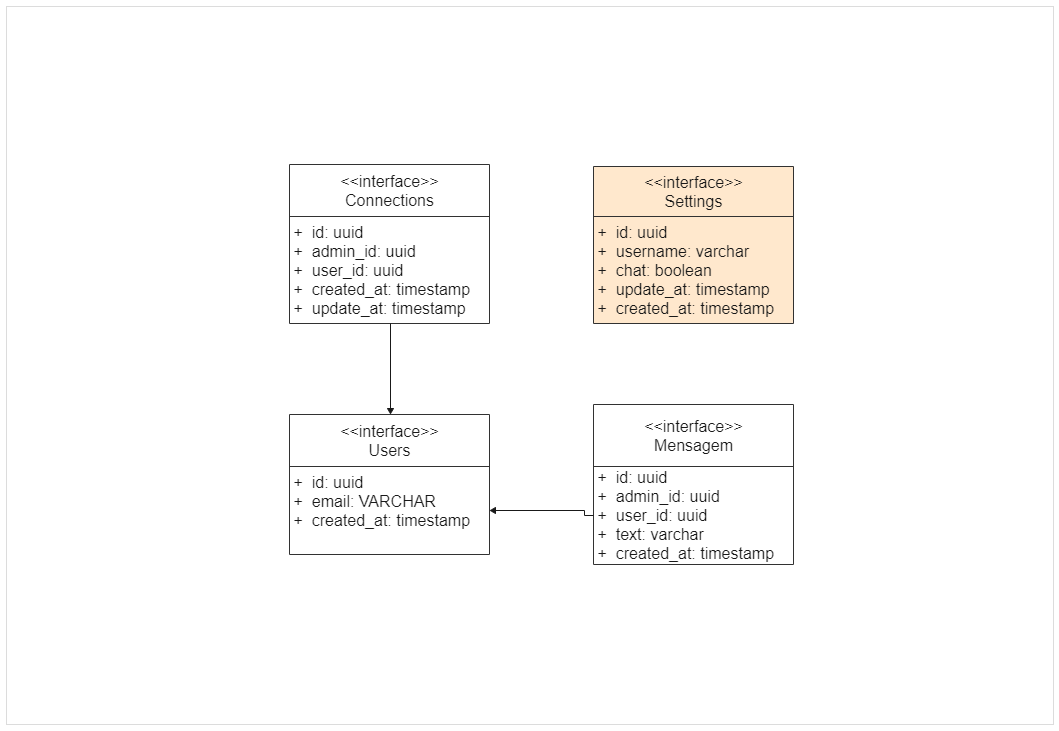 <<interface>>
Connections
+ id: uuid
+ admin_id: uuid
+ user_id: uuid
+ created_at: timestamp
+ update_at: timestamp
<<interface>>
Settings
+ id: uuid
+ username: varchar
+ chat: boolean
+ update_at: timestamp
+ created_at: timestamp
<<interface>>
Users
+ id: uuid
+ email: VARCHAR
+ created_at: timestamp
<<interface>>
Mensagem
+ id: uuid
+ admin_id: uuid
+ user_id: uuid
+ text: varchar
+ created_at: timestamp